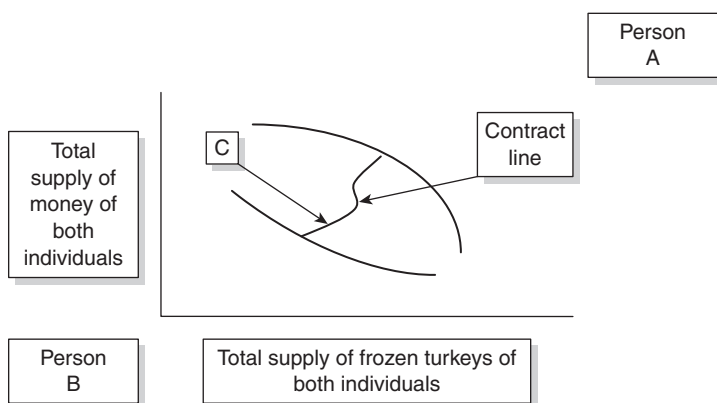 Person
A
Total
supply of
money of
both
individuals
C
Contract
line
Person
B
Total supply of frozen turkeys of
both individuals